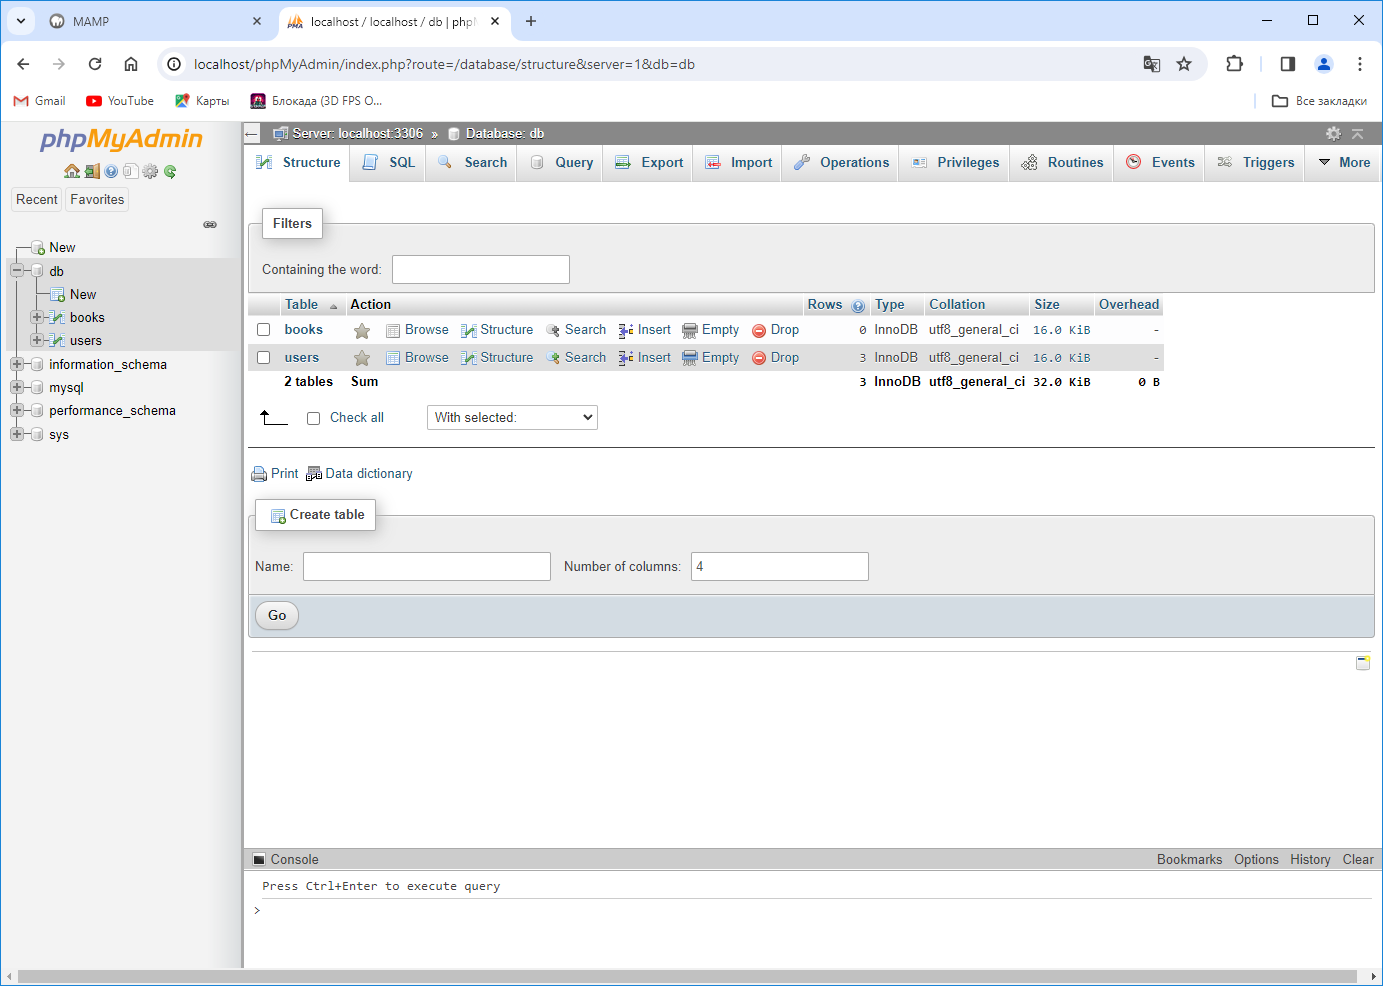 MAMP
localhost / localhost / db | phpM
localhost/phpMyAdmin/index.php?route=/database/structure&server=1&db=db
Gmail YouTube Карты Блокада (3D FPS O... Все закладки
phpMyAdmin
Recent Favorites
New
db
New
books
users
information_schema
mysql
performance_schema
sys
Server: localhost:3306 » Database: db
Structure SQL Search Query Export Import Operations Privileges Routines Events Triggers More
Filters
Containing the word:
Table Action Rows Type Collation Size Overhead
books Browse Structure Search Insert Empty Drop 0 InnoDB utf8_general_ci 16.0 KiB -
users Browse Structure Search Insert Empty Drop 3 InnoDB utf8_general_ci 16.0 KiB -
2 tables Sum 3 InnoDB utf8_general_ci 32.0 KiB 0 B
Check all With selected:
Print Data dictionary
Create table
Name: Number of columns: 4
Go
Console Bookmarks Options History Clear
Press Ctrl+Enter to execute query
>